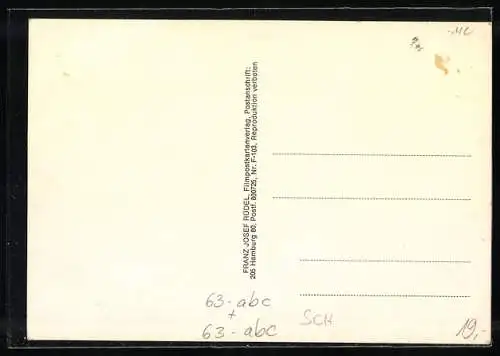 FRANZ JOSEF RÜDEL, Filmpostkartenverlag, Postanschrift:
205 Hamburg 80, Postf. 800725, Nr. F-103, Reproduktion verboten
63-abc
+
63-abc
SCH
19,-